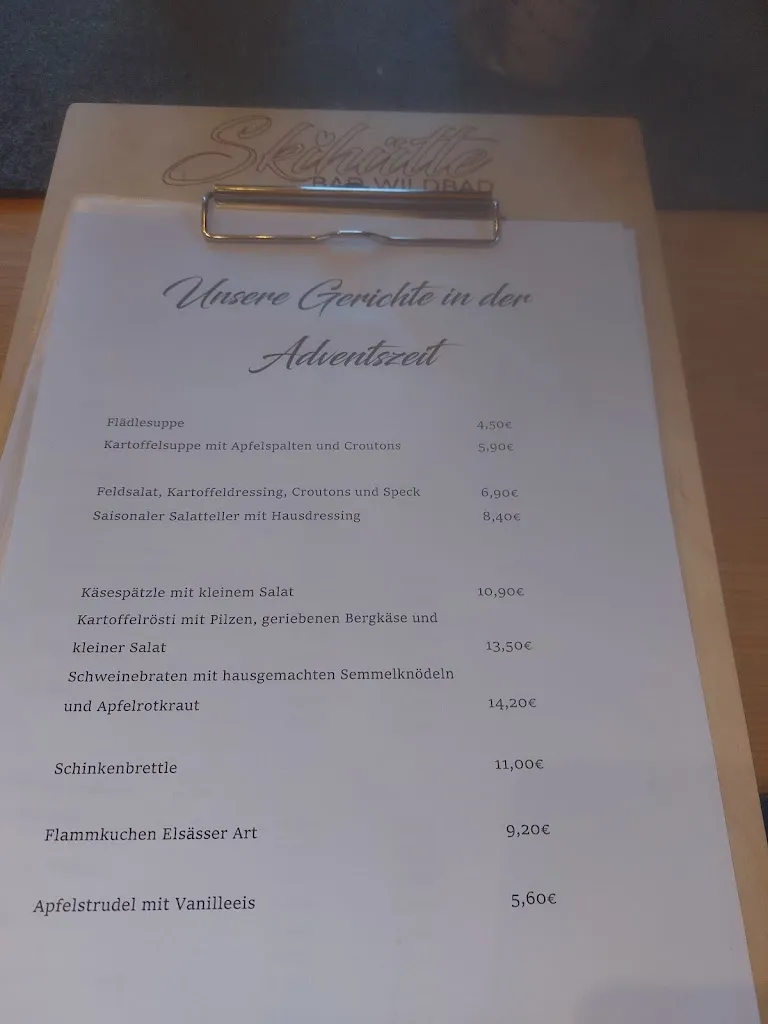 Skihütte
BAD WILDBAD
Unsere Gerichte in der
Adventszeit
Flädlesuppe 4,50€
Kartoffelsuppe mit Apfelspalten und Croutons 5,90€
Feldsalat, Kartoffeldressing, Croutons und Speck 6,90€
Saisonaler Salatteller mit Hausdressing 8,40€
Käsespätzle mit kleinem Salat 10,90€
Kartoffelrösti mit Pilzen, geriebenen Bergkäse und
kleiner Salat 13,50€
Schweinebraten mit hausgemachten Semmelknödeln
und Apfelrotkraut 14,20€
Schinkenbrettle 11,00€
Flammkuchen Elsässer Art 9,20€
Apfelstrudel mit Vanilleeis 5,60€